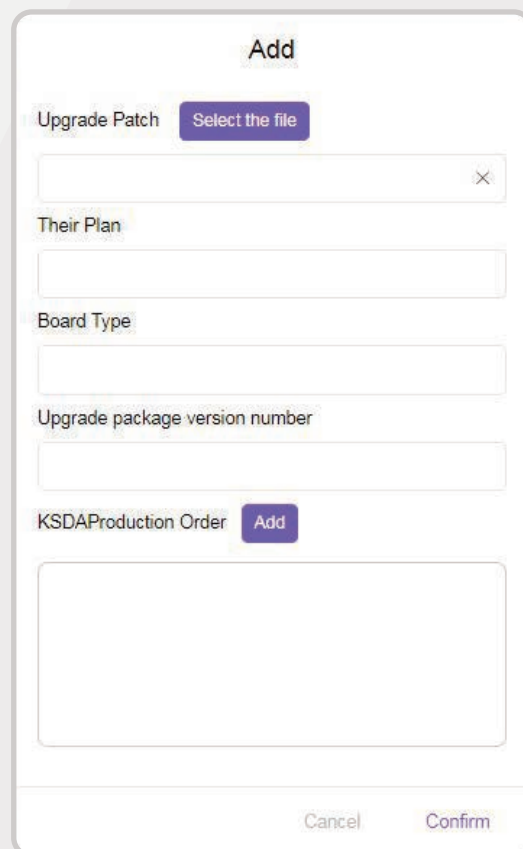 Add
Upgrade Patch Select the file
Their Plan
Board Type
Upgrade package version number
KSDAProduction Order Add
Cancel Confirm